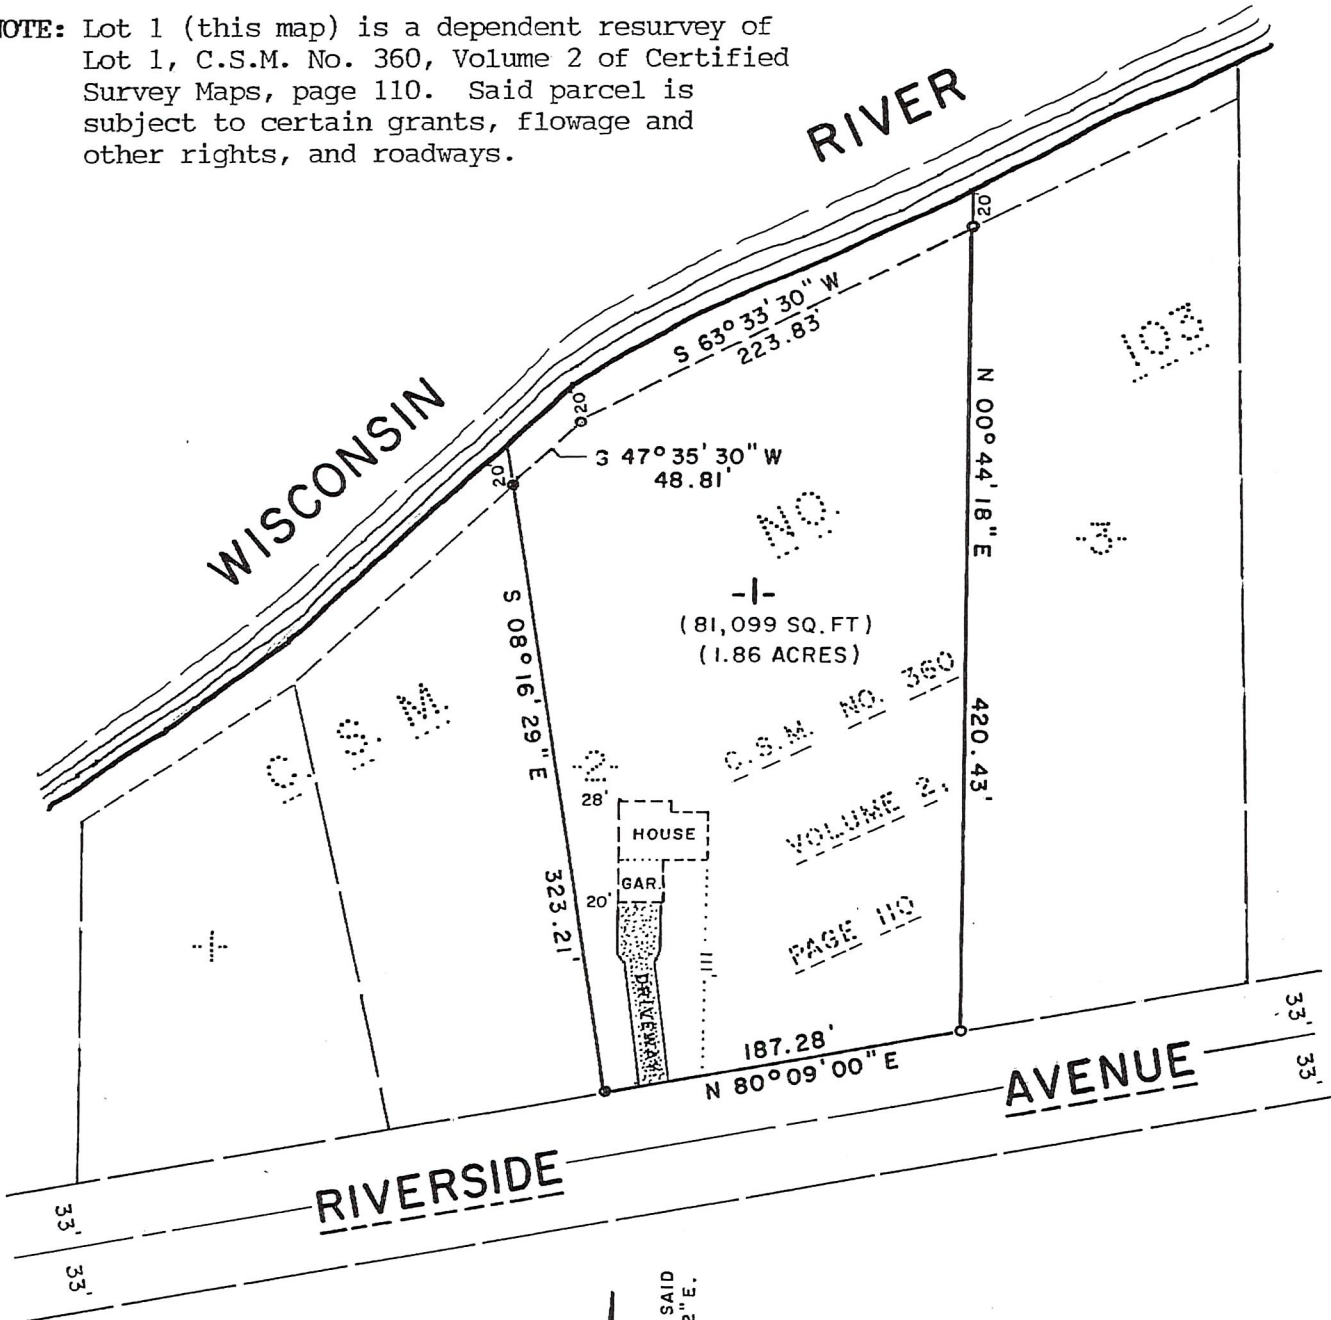 NOTE: Lot 1 (this map) is a dependent resurvey of
Lot 1, C.S.M. No. 360, Volume 2 of Certified
Survey Maps, page 110. Said parcel is
subject to certain grants, flowage and
other rights, and roadways.
WISCONSIN RIVER
20'
S 63° 33' 30" W
223.83'
103
20'
S 47° 35' 30" W
48.81'
20'
N 00° 44' 18" E
420.43'
NO.
-3-
-1-
(81,099 SQ.FT)
(1.86 ACRES)
S 08° 16' 29" E
323.21'
C.S.M. NO. 360
VOLUME 2,
PAGE 110
C. S. M.
-2-
28'
HOUSE
GAR.
20'
-1-
111'
DRIVEWAY
187.28'
N 80° 09' 00" E
33'
33'
RIVERSIDE AVENUE
33'
33'
SAID
2"E.